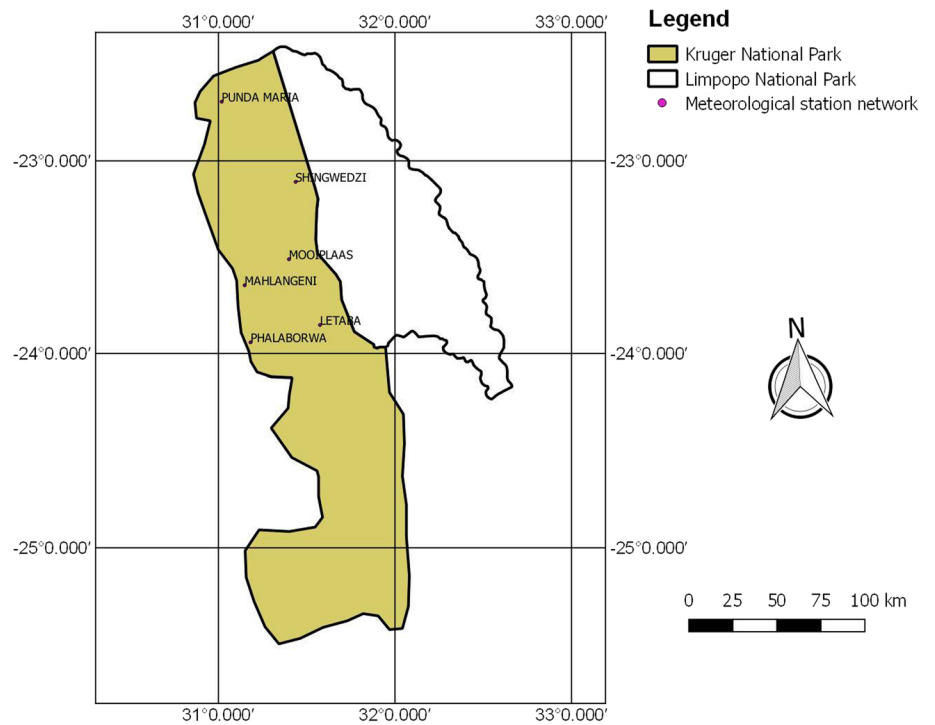 31°0.000′ 32°0.000′ 33°0.000′
Legend
Kruger National Park
Limpopo National Park
Meteorological station network
PUNDA MARIA
-23°0.000′ -23°0.000′
SHINGWEDZI
MOOIPLAAS
MAHLANGENI
LETABA
PHALABORWA
N
-24°0.000′ -24°0.000′
-25°0.000′ -25°0.000′
0 25 50 75 100 km
31°0.000′ 32°0.000′ 33°0.000′